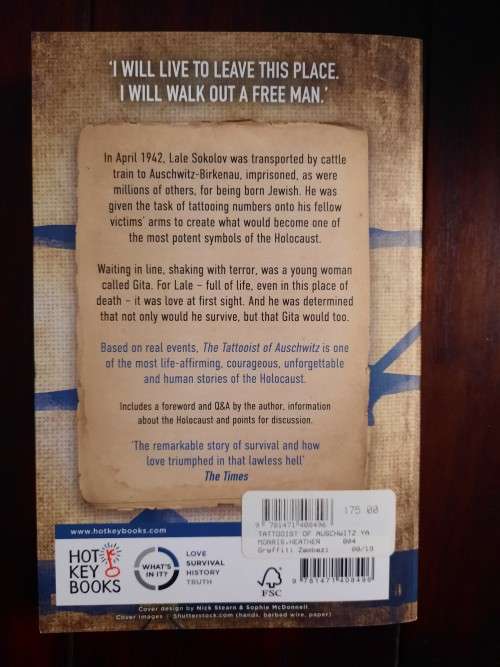 'I WILL LIVE TO LEAVE THIS PLACE.
I WILL WALK OUT A FREE MAN.'
In April 1942, Lale Sokolov was transported by cattle
train to Auschwitz-Birkenau, imprisoned, as were
millions of others, for being born Jewish. He was
given the task of tattooing numbers onto his fellow
victims' arms to create what would become one of
the most potent symbols of the Holocaust.
Waiting in line, shaking with terror, was a young woman
called Gita. For Lale – full of life, even in this place of
death – it was love at first sight. And he was determined
that not only would he survive, but that Gita would too.
Based on real events, The Tattooist of Auschwitz is one
of the most life-affirming, courageous, unforgettable
and human stories of the Holocaust.
Includes a foreword and Q&A by the author, information
about the Holocaust and points for discussion.
'The remarkable story of survival and how
love triumphed in that lawless hell'
The Times
175.00
9 781471 408496
TATTOOIST OF AUSCHWITZ YA
MORRIS,HEATHER 004
Graffiti Zambezi 09/19
www.hotkeybooks.com
HOT
KEY
BOOKS
WHAT'S
IN IT?
LOVE
SURVIVAL
HISTORY
TRUTH
FSC
9 781471 408496
Cover design by Nick Stearn & Sophie McDonnell
Cover images | Shutterstock.com (hands, barbed wire, paper)